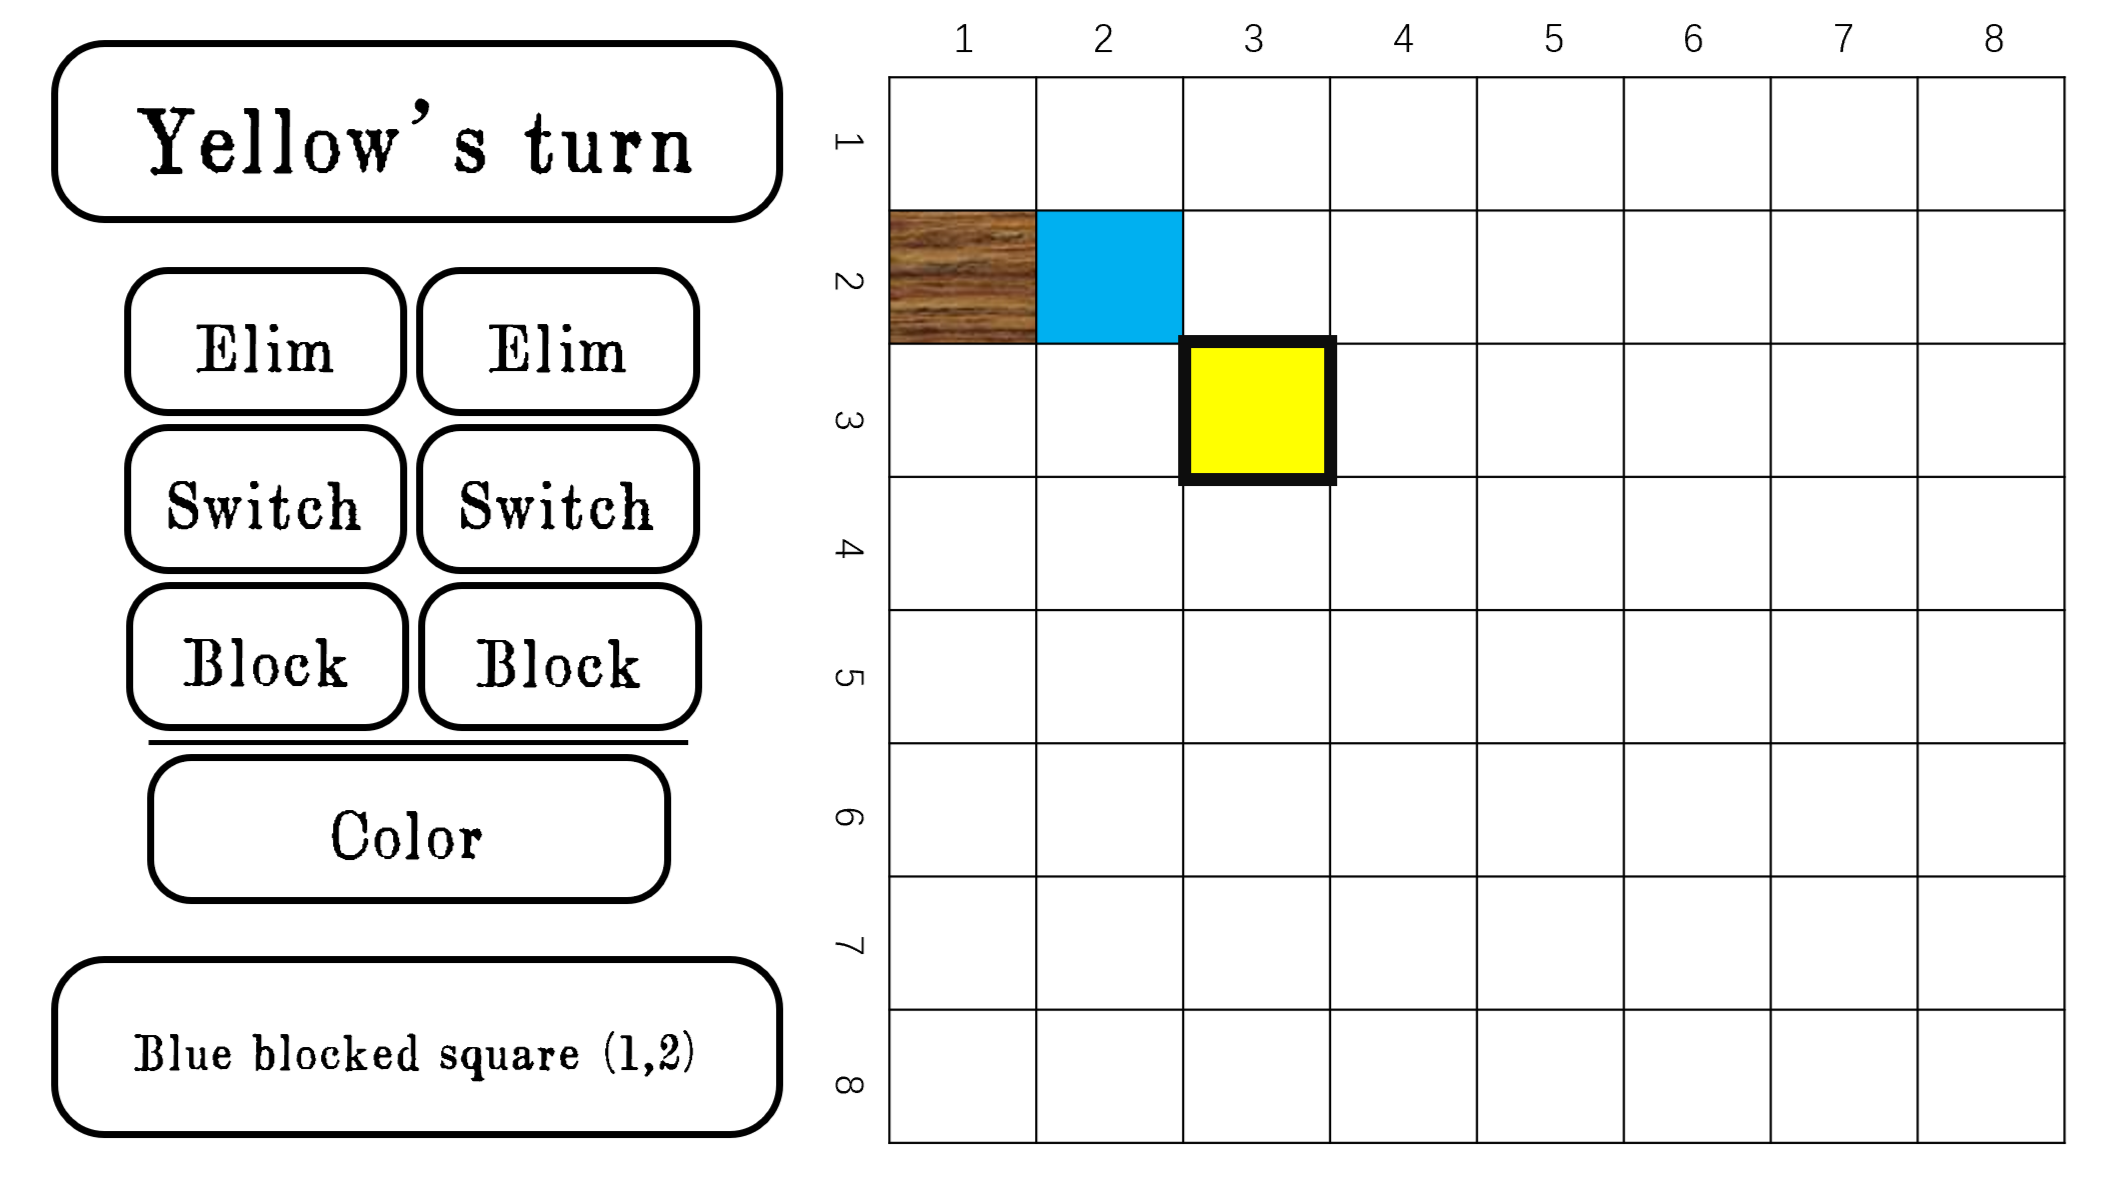 Yellow's turn
Elim Elim
Switch Switch
Block Block
Color
Blue blocked square (1,2)
1 2 3 4 5 6 7 8
1
2
3
4
5
6
7
8